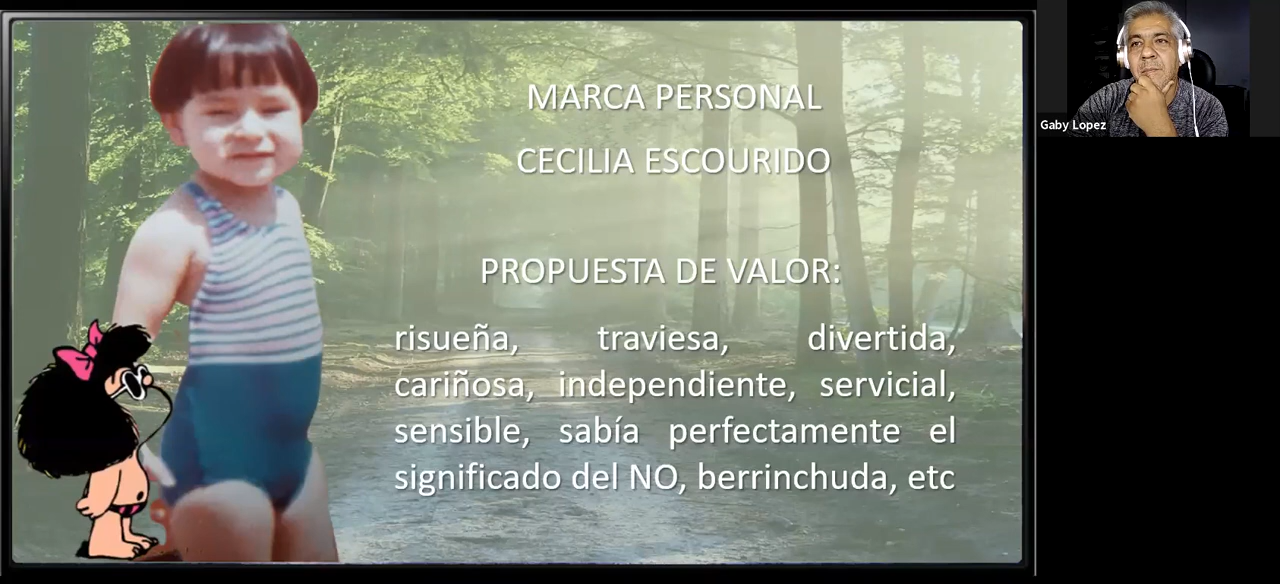 MARCA PERSONAL
CECILIA ESCOURIDO
PROPUESTA DE VALOR:
risueña, traviesa, divertida,
cariñosa, independiente, servicial,
sensible, sabía perfectamente el
significado del NO, berrinchuda, etc
Gaby Lopez